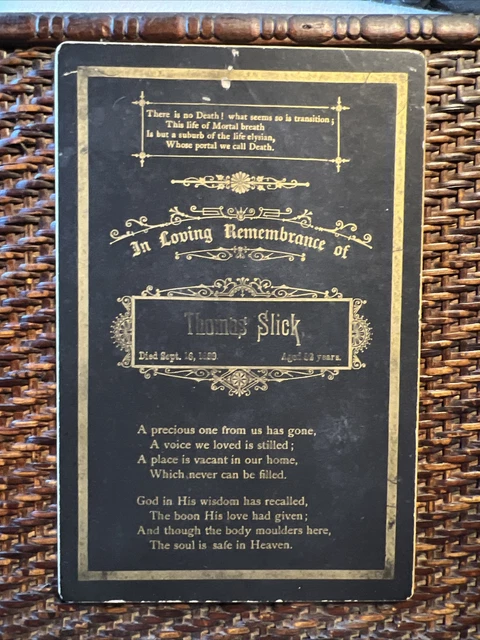 There is no Death! what seems so is transition;
This life of Mortal breath
Is but a suburb of the life elysian,
Whose portal we call Death.
In Loving Remembrance of
Thomas Slick,
Died Sept. 16,
Aged years.
A precious one from us has gone,
A voice we loved is stilled;
A place is vacant in our home,
Which never can be filled.
God in His wisdom has recalled,
The boon His love had given;
And though the body moulders here,
The soul is safe in Heaven.